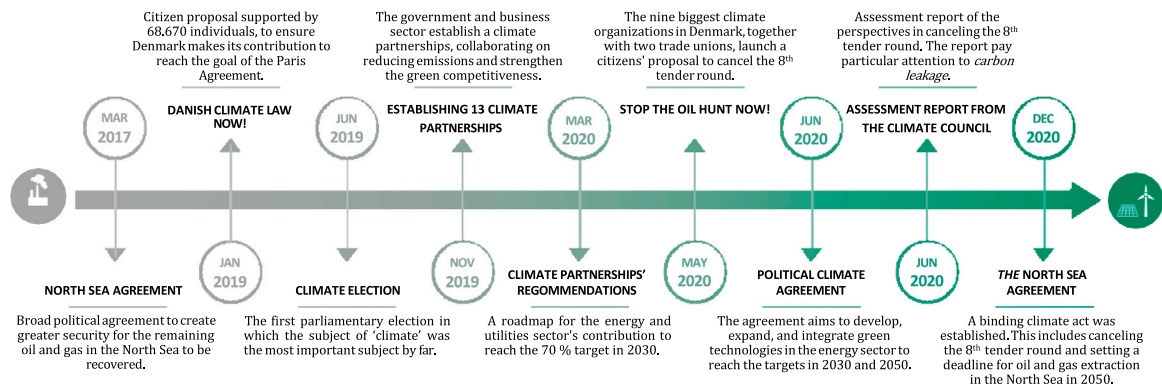 Citizen proposal supported by
68.670 individuals, to ensure
Denmark makes its contribution to
reach the goal of the Paris
Agreement.
The government and business
sector establish a climate
partnerships, collaborating on
reducing emissions and strengthen
the green competitiveness.
The nine biggest climate
organizations in Denmark, together
with two trade unions, launch a
citizens' proposal to cancel the 8th
tender round.
Assessment report of the
perspectives in canceling the 8th
tender round. The report pay
particular attention to carbon
leakage.
MAR
2017
DANISH CLIMATE LAW
NOW!
JUN
2019
ESTABLISHING 13 CLIMATE
PARTNERSHIPS
MAR
2020
STOP THE OIL HUNT NOW!
JUN
2020
ASSESSMENT REPORT FROM
THE CLIMATE COUNCIL
DEC
2020
NORTH SEA AGREEMENT
JAN
2019
CLIMATE ELECTION
NOV
2019
CLIMATE PARTNERSHIPS'
REGOMMENDATIONS
MAY
2020
POLITICAL CLIMATE
AGREEMENT
JUN
2020
THE NORTH SEA
AGREEMENT
Broad political agreement to create
greater security for the remaining
oil and gas in the North Sea to be
recovered.
The first parliamentary election in
which the subject of 'climate' was
the most important subject by far.
A roadmap for the energy and
utilities sector's contribution to
reach the 70 % target in 2030.
The agreement aims to develop,
expand, and integrate green
technologies in the energy sector to
reach the targets in 2030 and 2050.
A binding climate act was
established. This includes canceling
the 8th tender round and setting a
deadline for oil and gas extraction
in the North Sea in 2050.